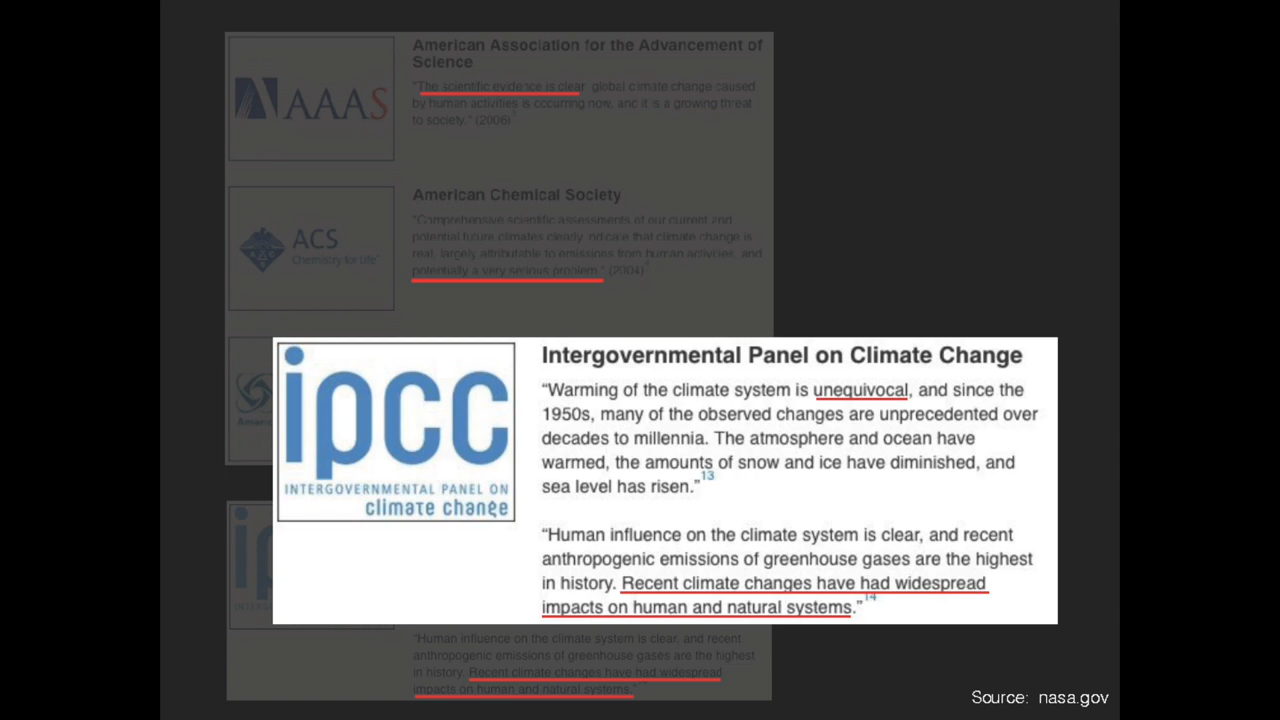 AAAS
American Association for the Advancement of
Science
"The scientific evidence is clear: global climate change caused
by human activities is occurring now, and it is a growing threat
to society." (2006)
ACS
Chemistry for Life
American Chemical Society
"Comprehensive scientific assessments of our current and
potential future climates clearly indicate that climate change is
real, largely attributable to emissions from human activities, and
potentially a very serious problem." (2004)
Americ
ipcc
INTERGOVERNMENTAL PANEL ON
climate change
Intergovernmental Panel on Climate Change
"Warming of the climate system is unequivocal, and since the
1950s, many of the observed changes are unprecedented over
decades to millennia. The atmosphere and ocean have
warmed, the amounts of snow and ice have diminished, and
sea level has risen."13
"Human influence on the climate system is clear, and recent
anthropogenic emissions of greenhouse gases are the highest
in history. Recent climate changes have had widespread
impacts on human and natural systems."14
ip
INTERG
"Human influence on the climate system is clear, and recent
anthropogenic emissions of greenhouse gases are the highest
in history. Recent climate changes have had widespread
impacts on human and natural systems."
Source: nasa.gov